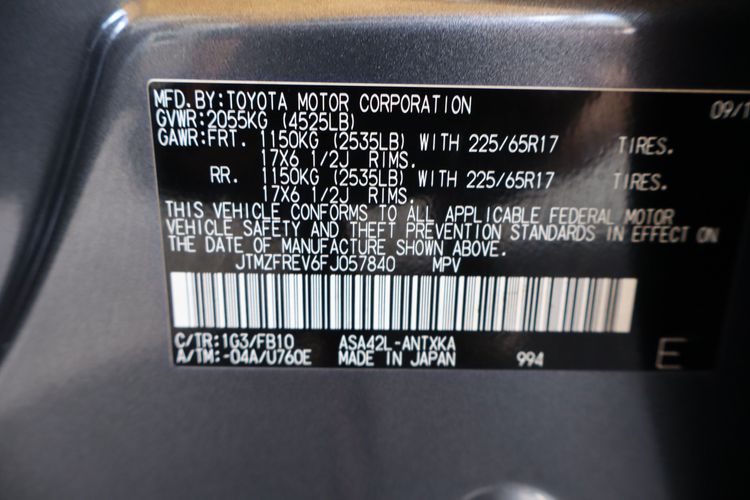 MFD.BY:TOYOTA MOTOR CORPORATION 09/1
GVWR:2055KG (4525LB)
GAWR:FRT. 1150KG (2535LB) WITH 225/65R17 TIRES.
17X6 1/2J RIMS.
RR. 1150KG (2535LB) WITH 225/65R17 TIRES.
17X6 1/2J RIMS.
THIS VEHICLE CONFORMS TO ALL APPLICABLE FEDERAL MOTOR
VEHICLE SAFETY AND THEFT PREVENTION STANDARDS IN EFFECT ON
THE DATE OF MANUFACTURE SHOWN ABOVE.
JTMZFREV6FJ057840 MPV
C/TR:1G3/FB10 ASA42L-ANTXKA
A/TM:-04A/U760E MADE IN JAPAN 994 E